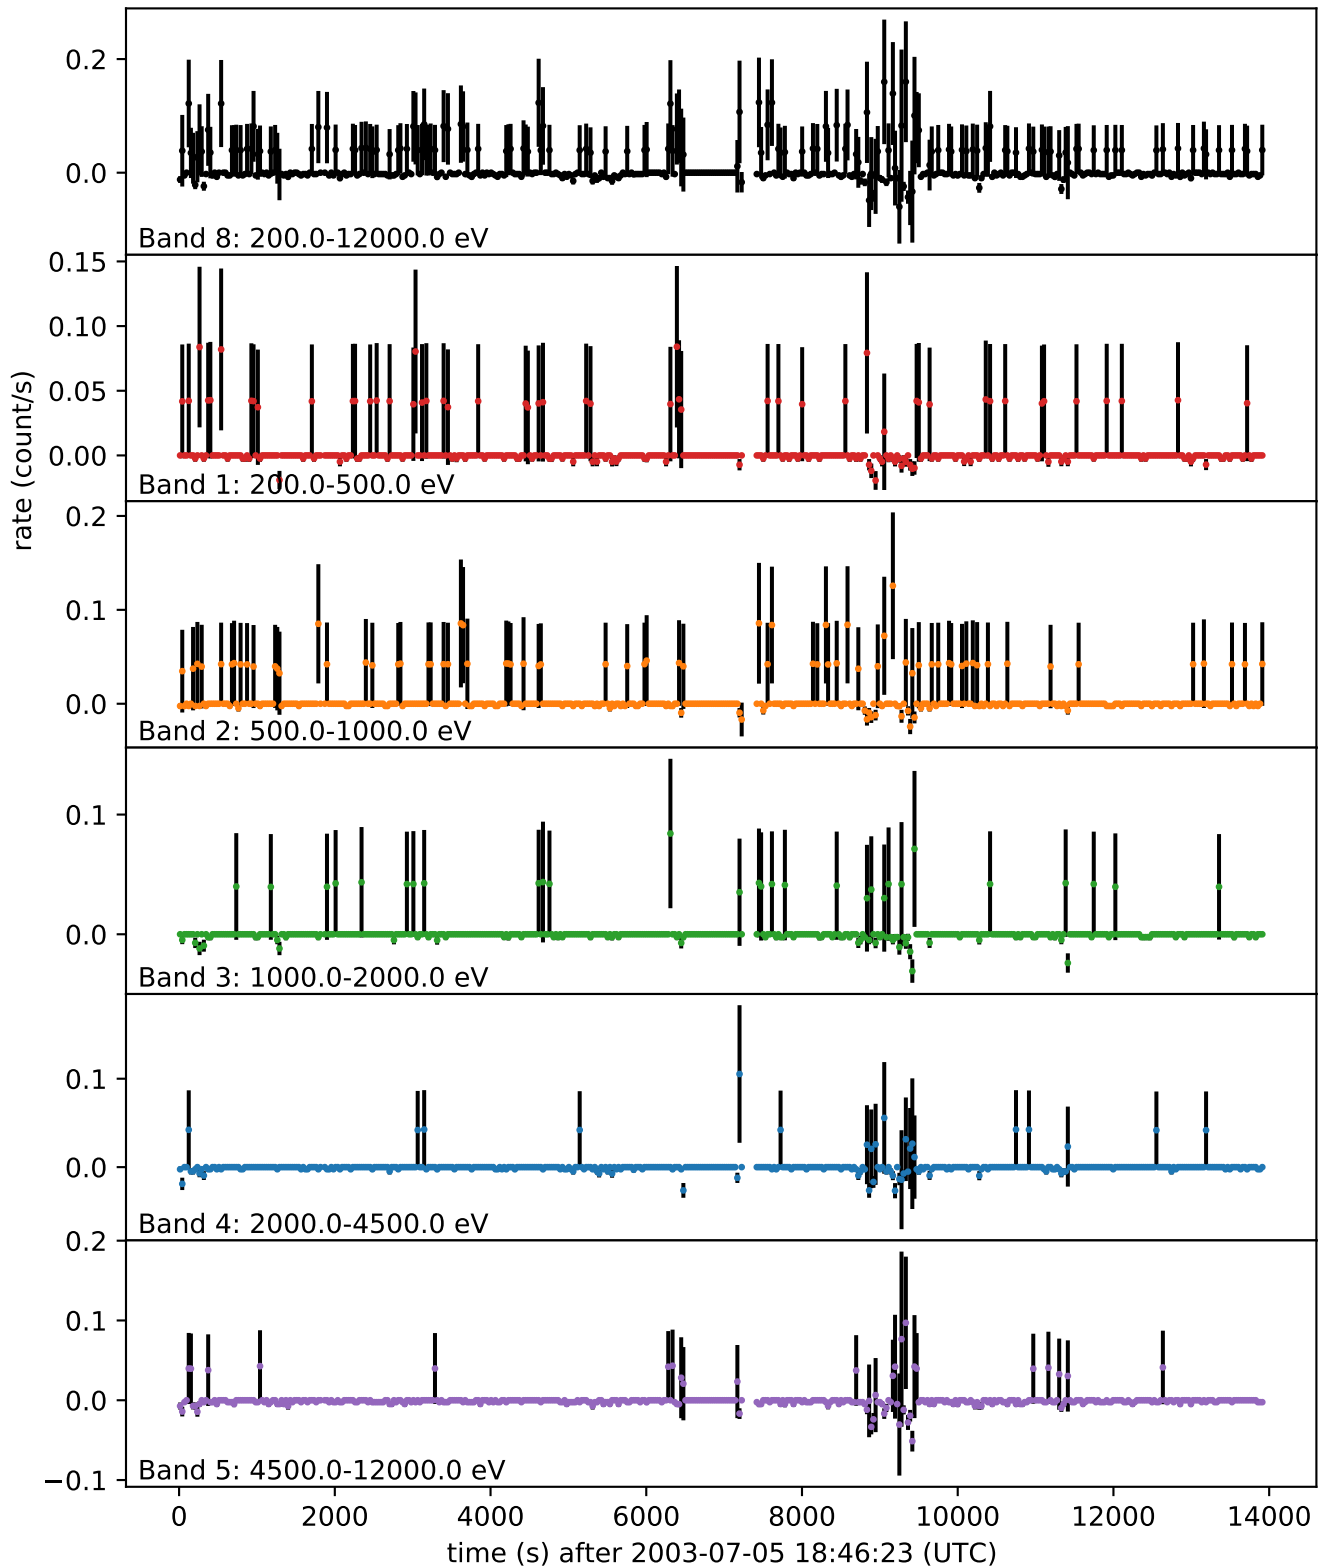 0.2
0.0
Band 8: 200.0-12000.0 eV
0.15
0.10
0.05
0.00
Band 1: 200.0-500.0 eV
rate (count/s)
0.2
0.1
0.0
Band 2: 500.0-1000.0 eV
0.1
0.0
Band 3: 1000.0-2000.0 eV
0.1
0.0
Band 4: 2000.0-4500.0 eV
0.2
0.1
0.0
−0.1
Band 5: 4500.0-12000.0 eV
0 2000 4000 6000 8000 10000 12000 14000
time (s) after 2003-07-05 18:46:23 (UTC)